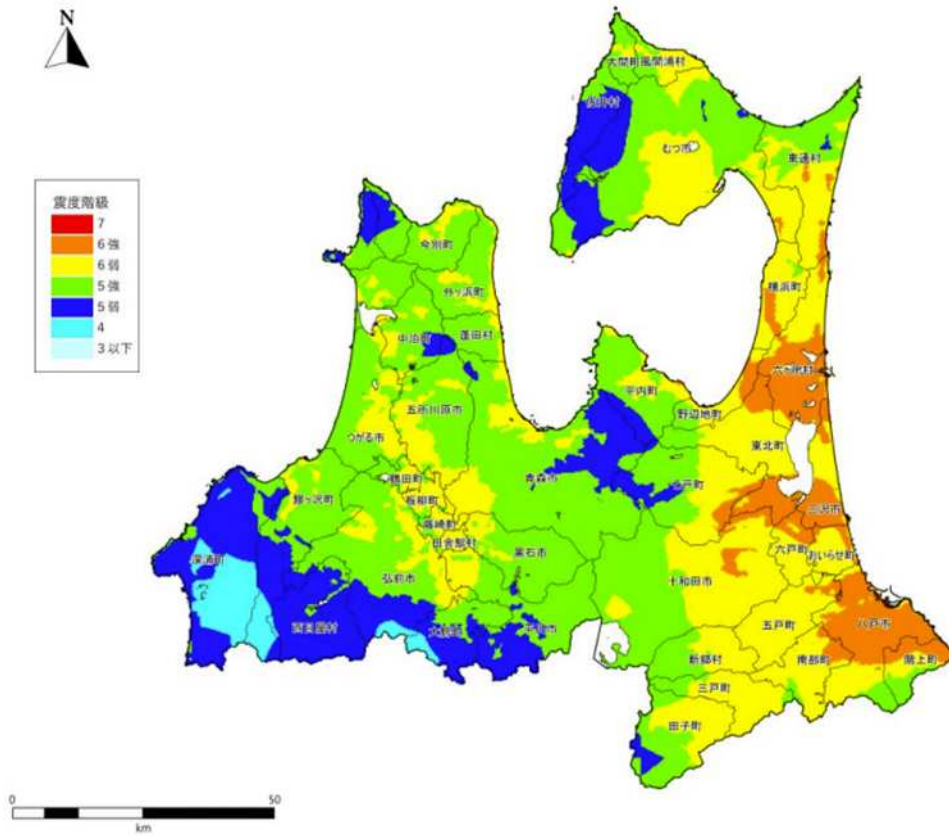 N
大間町
風間浦村
佐井村
むつ市
東通村
震度階級
7
6強
6弱
5強
5弱
4
3以下
今別町
外ヶ浜町
横浜町
中泊町
蓬田村
六ヶ所村
平内町
野辺地町
五所川原市
つがる市
東北町
鶴田町
青森市
七戸町
鰺ヶ沢町
板柳町
三沢市
藤崎町
田舎館村
黒石市
六戸町
おいらせ町
深浦町
弘前市
十和田市
西目屋村
大鰐町
平川市
五戸町
八戸市
新郷村
南部町
階上町
三戸町
田子町
0
50
km